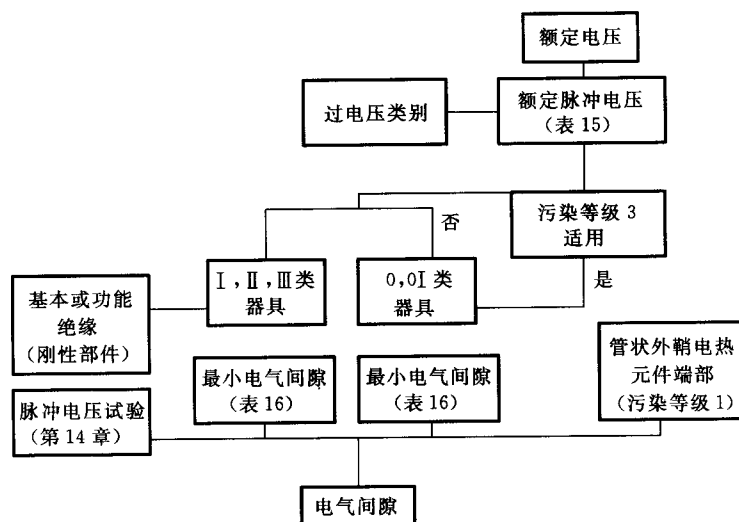 额定电压
过电压类别
额定脉冲电压
(表 15)
污染等级 3
适用
否
是
Ⅰ,Ⅱ,Ⅲ类
器具
0,0Ⅰ类
器具
基本或功能
绝缘
(刚性部件)
管状外鞘电热
元件端部
(污染等级 1)
最小电气间隙
(表 16)
最小电气间隙
(表 16)
脉冲电压试验
(第 14 章)
电气间隙